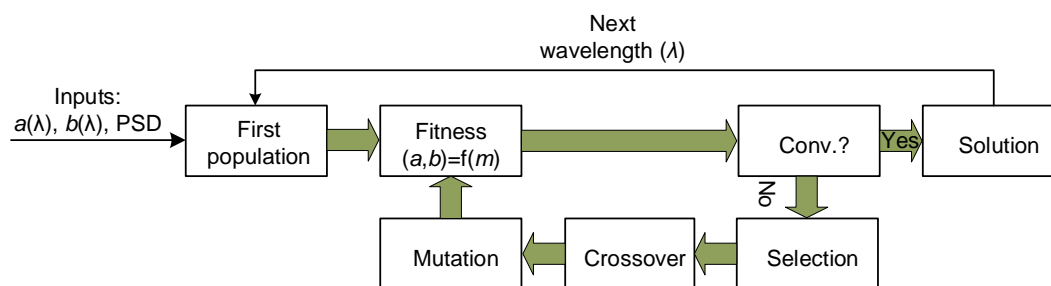 Next
wavelength (λ)
Inputs:
a(λ), b(λ), PSD
First
population
Fitness
(a,b)=f(m)
Conv.?
Yes
Solution
No
Mutation
Crossover
Selection